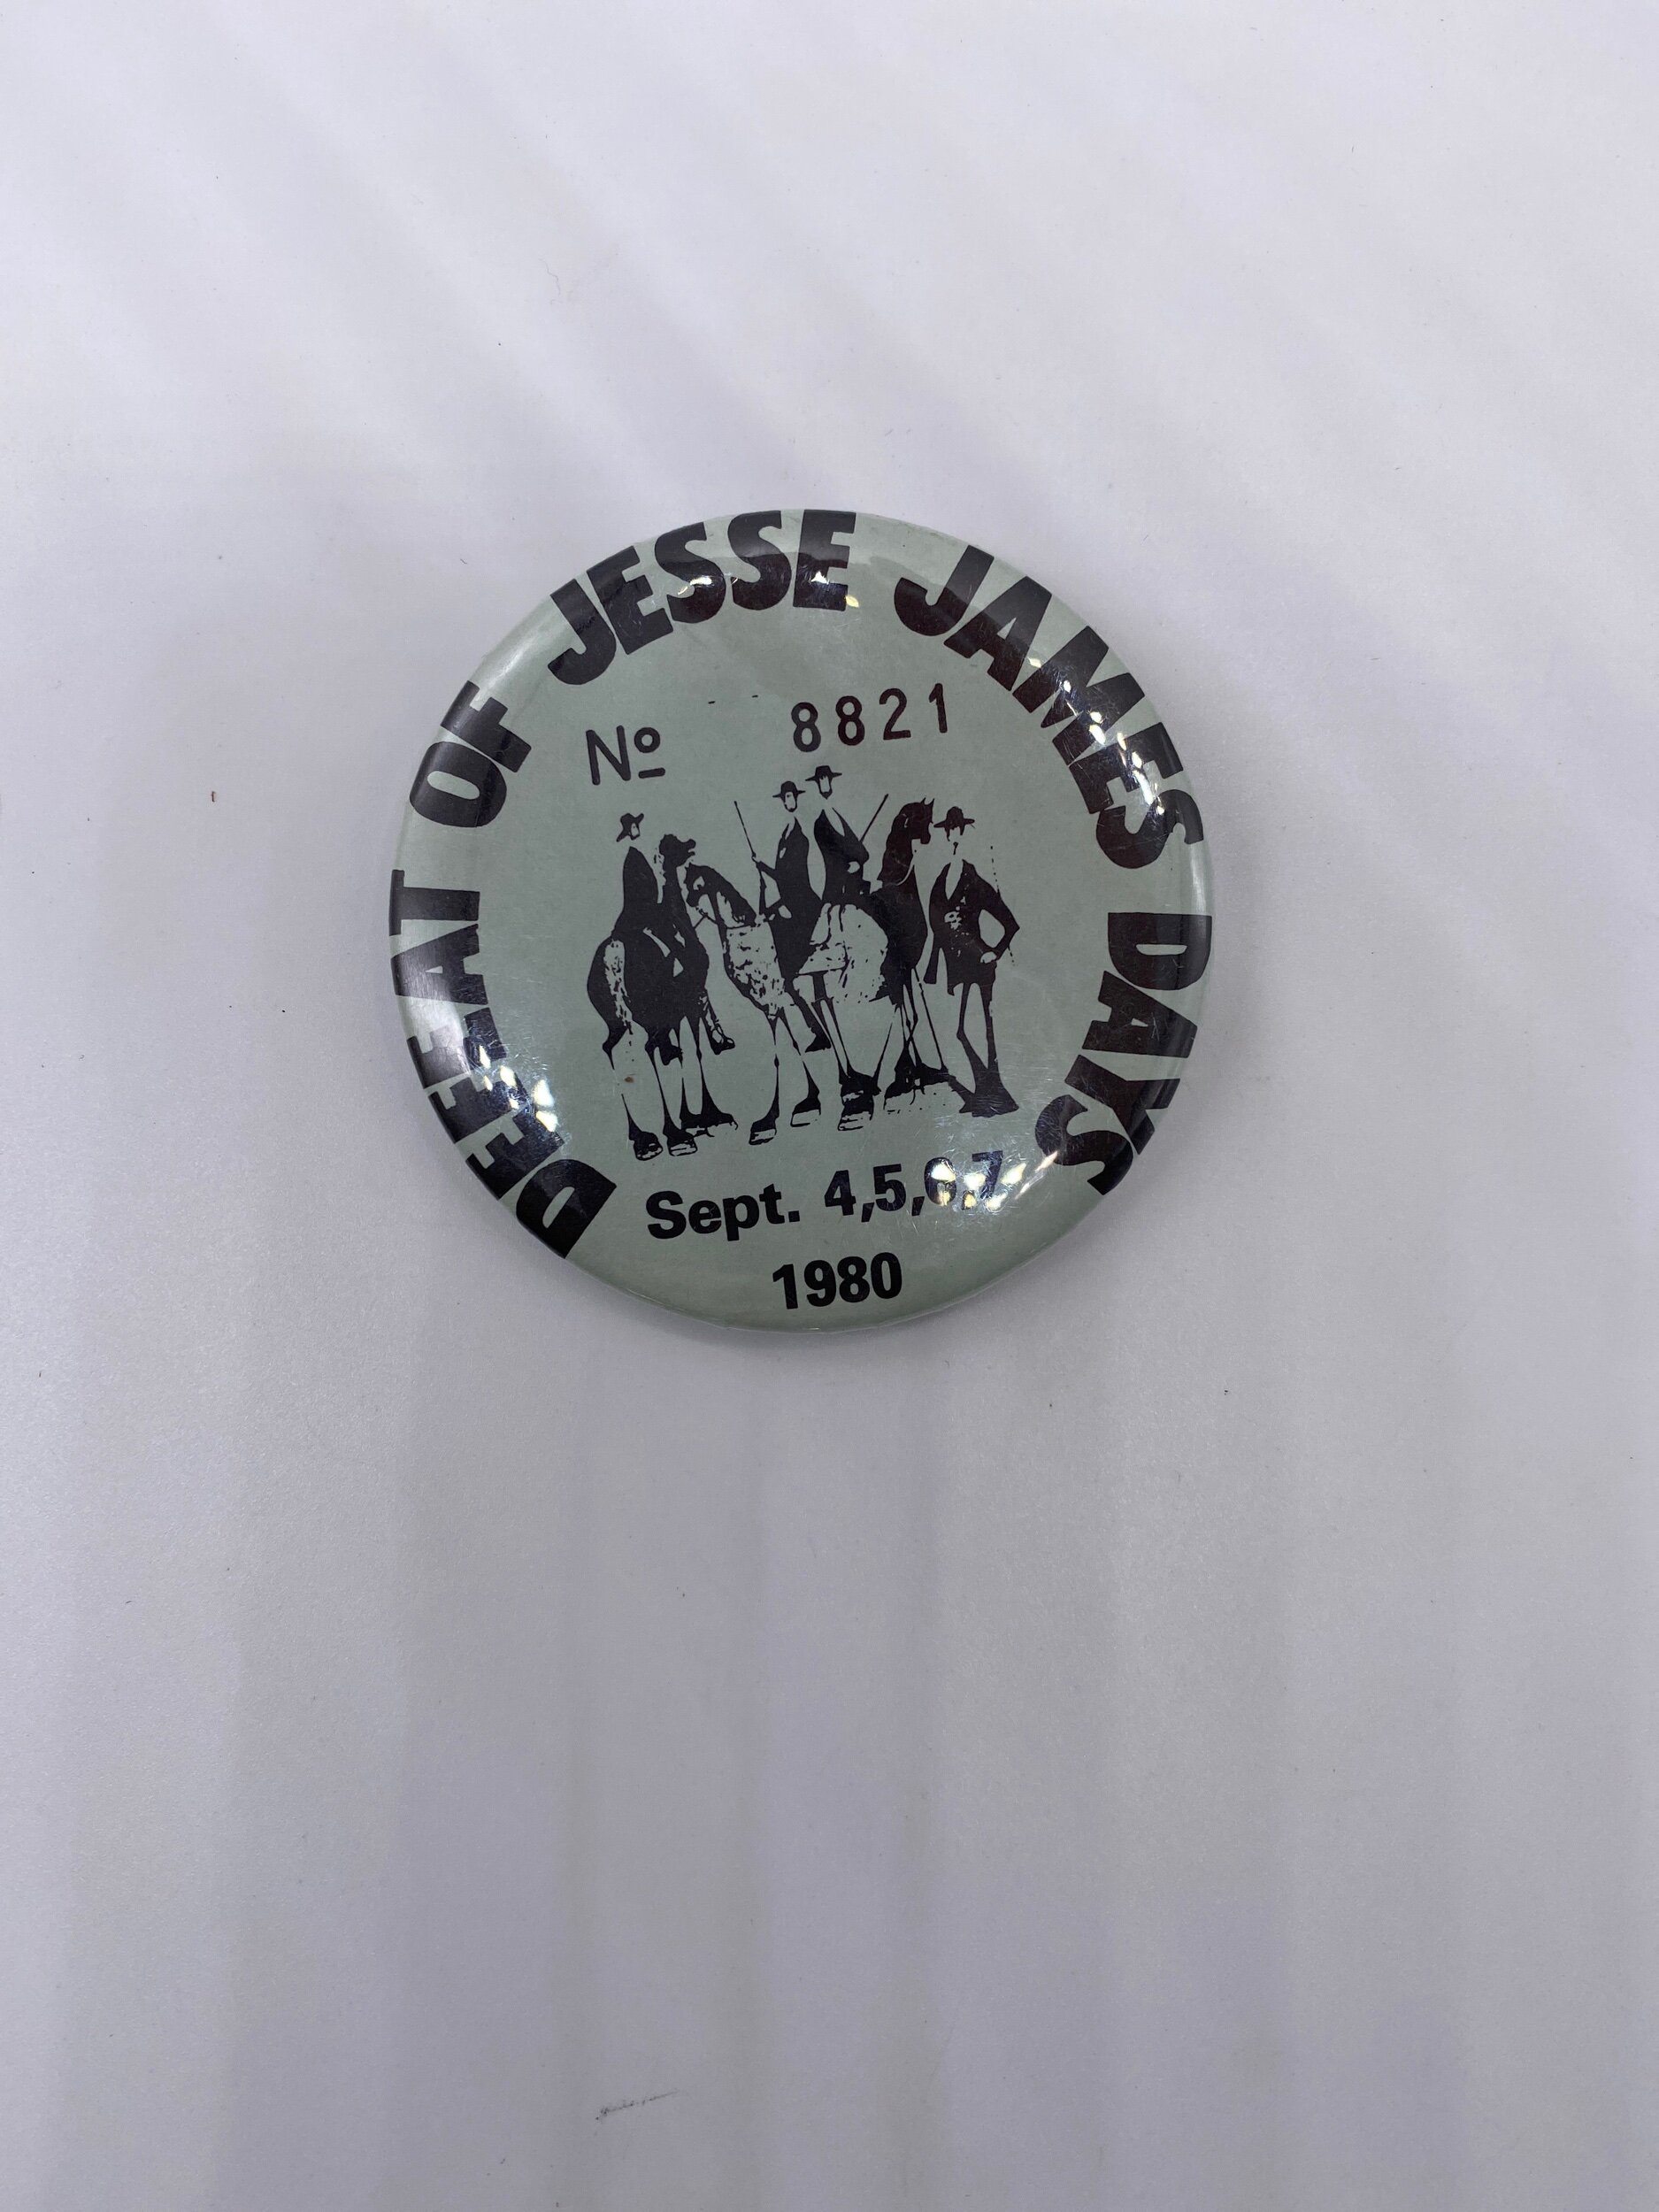 DEFEAT OF JESSE JAMES DAYS
Nº 8821
Sept. 4,5,6,7
1980